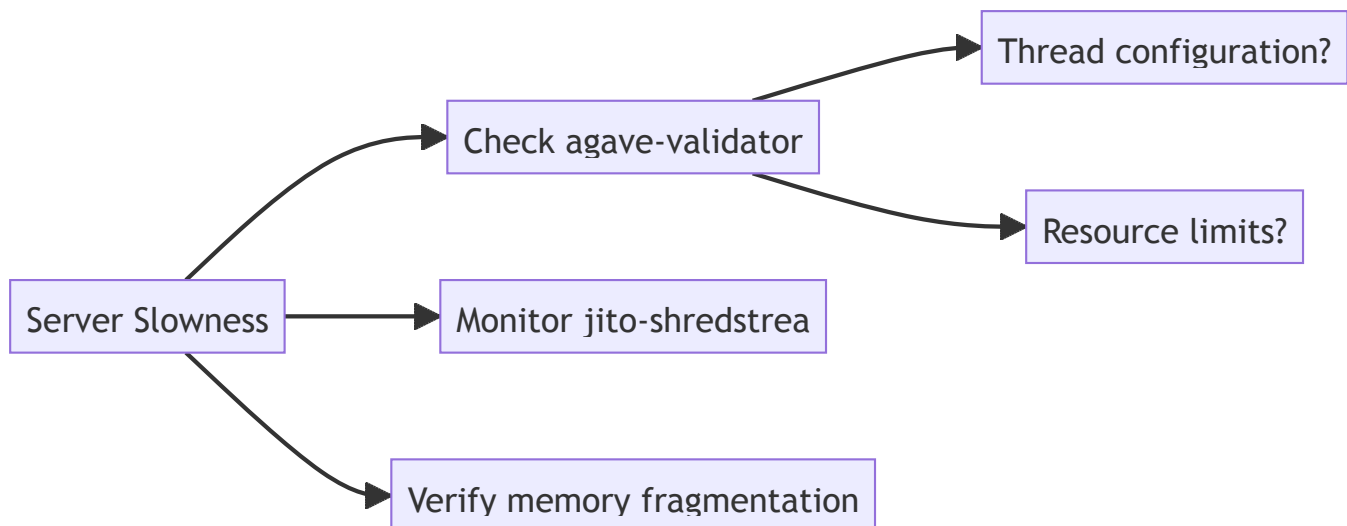 Thread configuration?
Check agave-validator
Resource limits?
Server Slowness
Monitor jito-shredstrea
Verify memory fragmentation